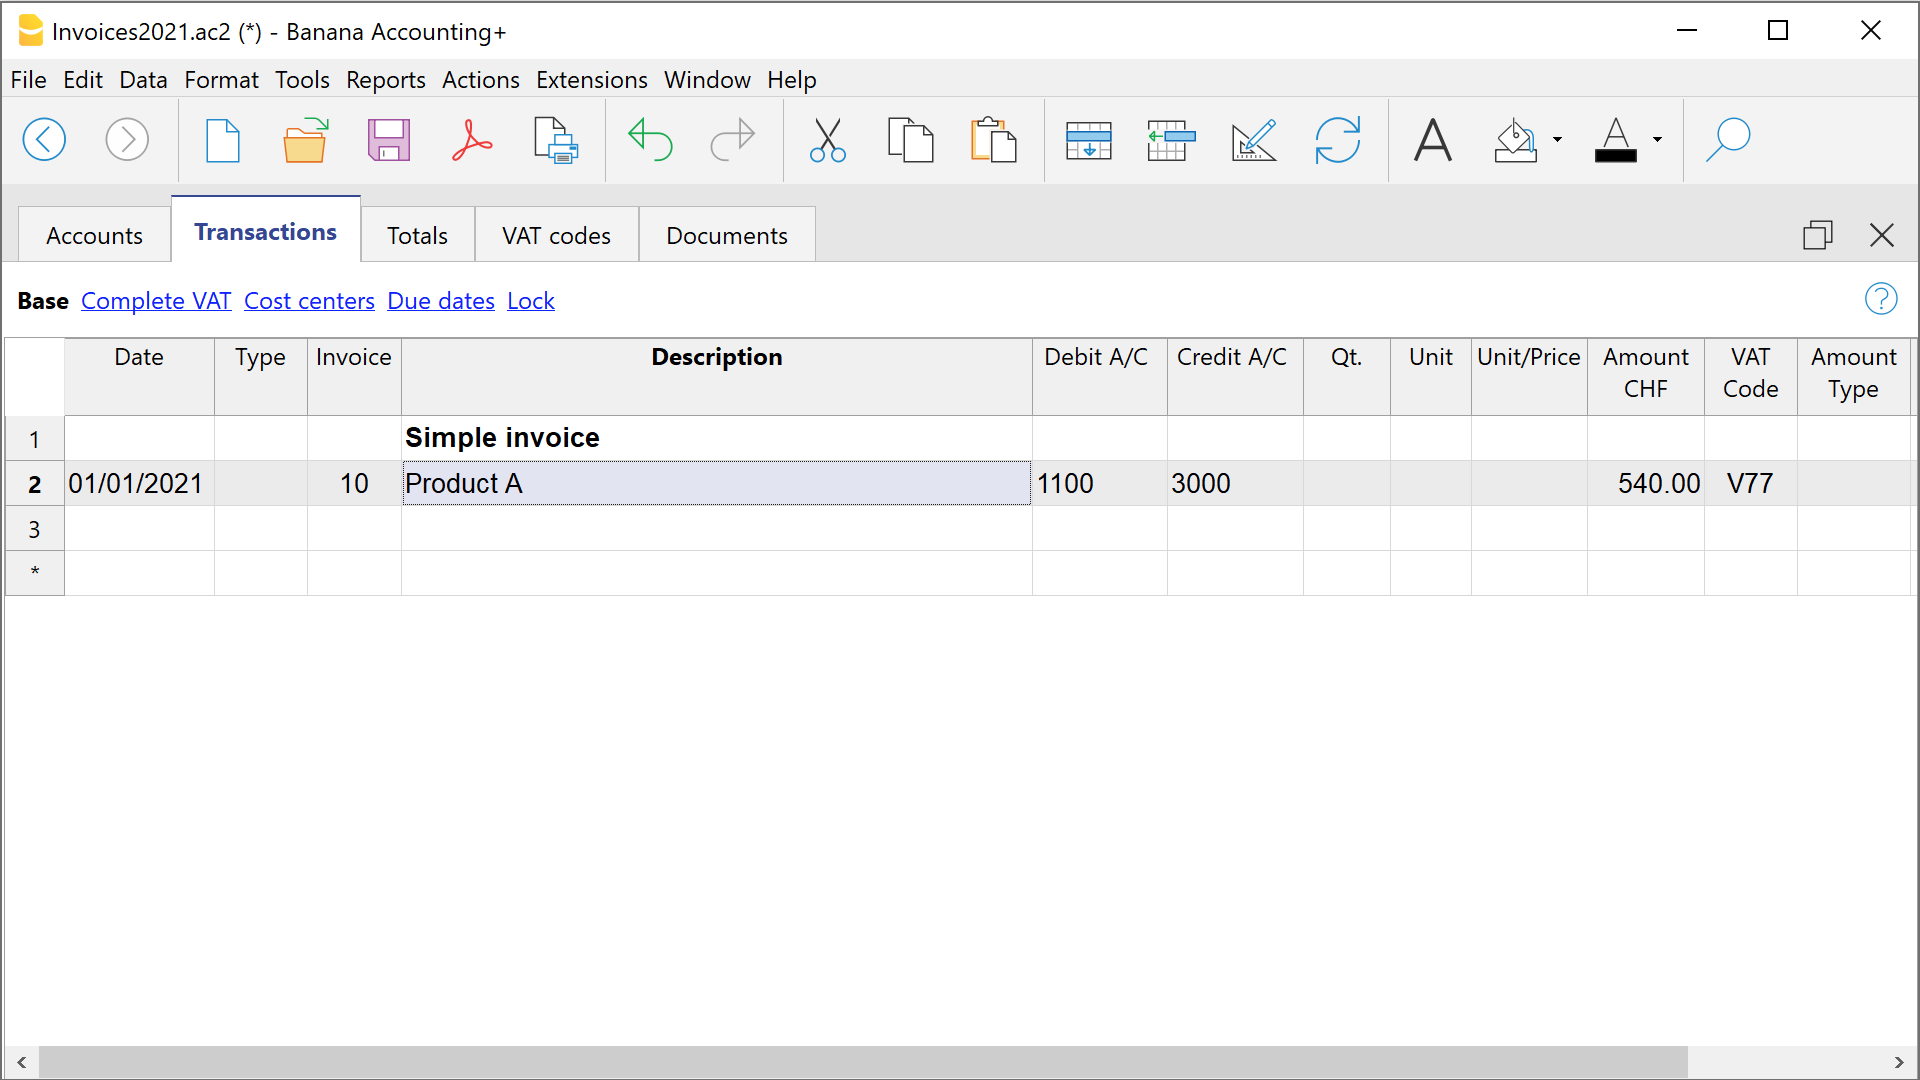 Invoices2021.ac2 (*) - Banana Accounting+
File Edit Data Format Tools Reports Actions Extensions Window Help
Accounts Transactions Totals VAT codes Documents
Base Complete VAT Cost centers Due dates Lock
Date Type Invoice Description Debit A/C Credit A/C Qt. Unit Unit/Price Amount CHF VAT Code Amount Type
1 Simple invoice
2 01/01/2021 10 Product A 1100 3000 540.00 V77
3
*